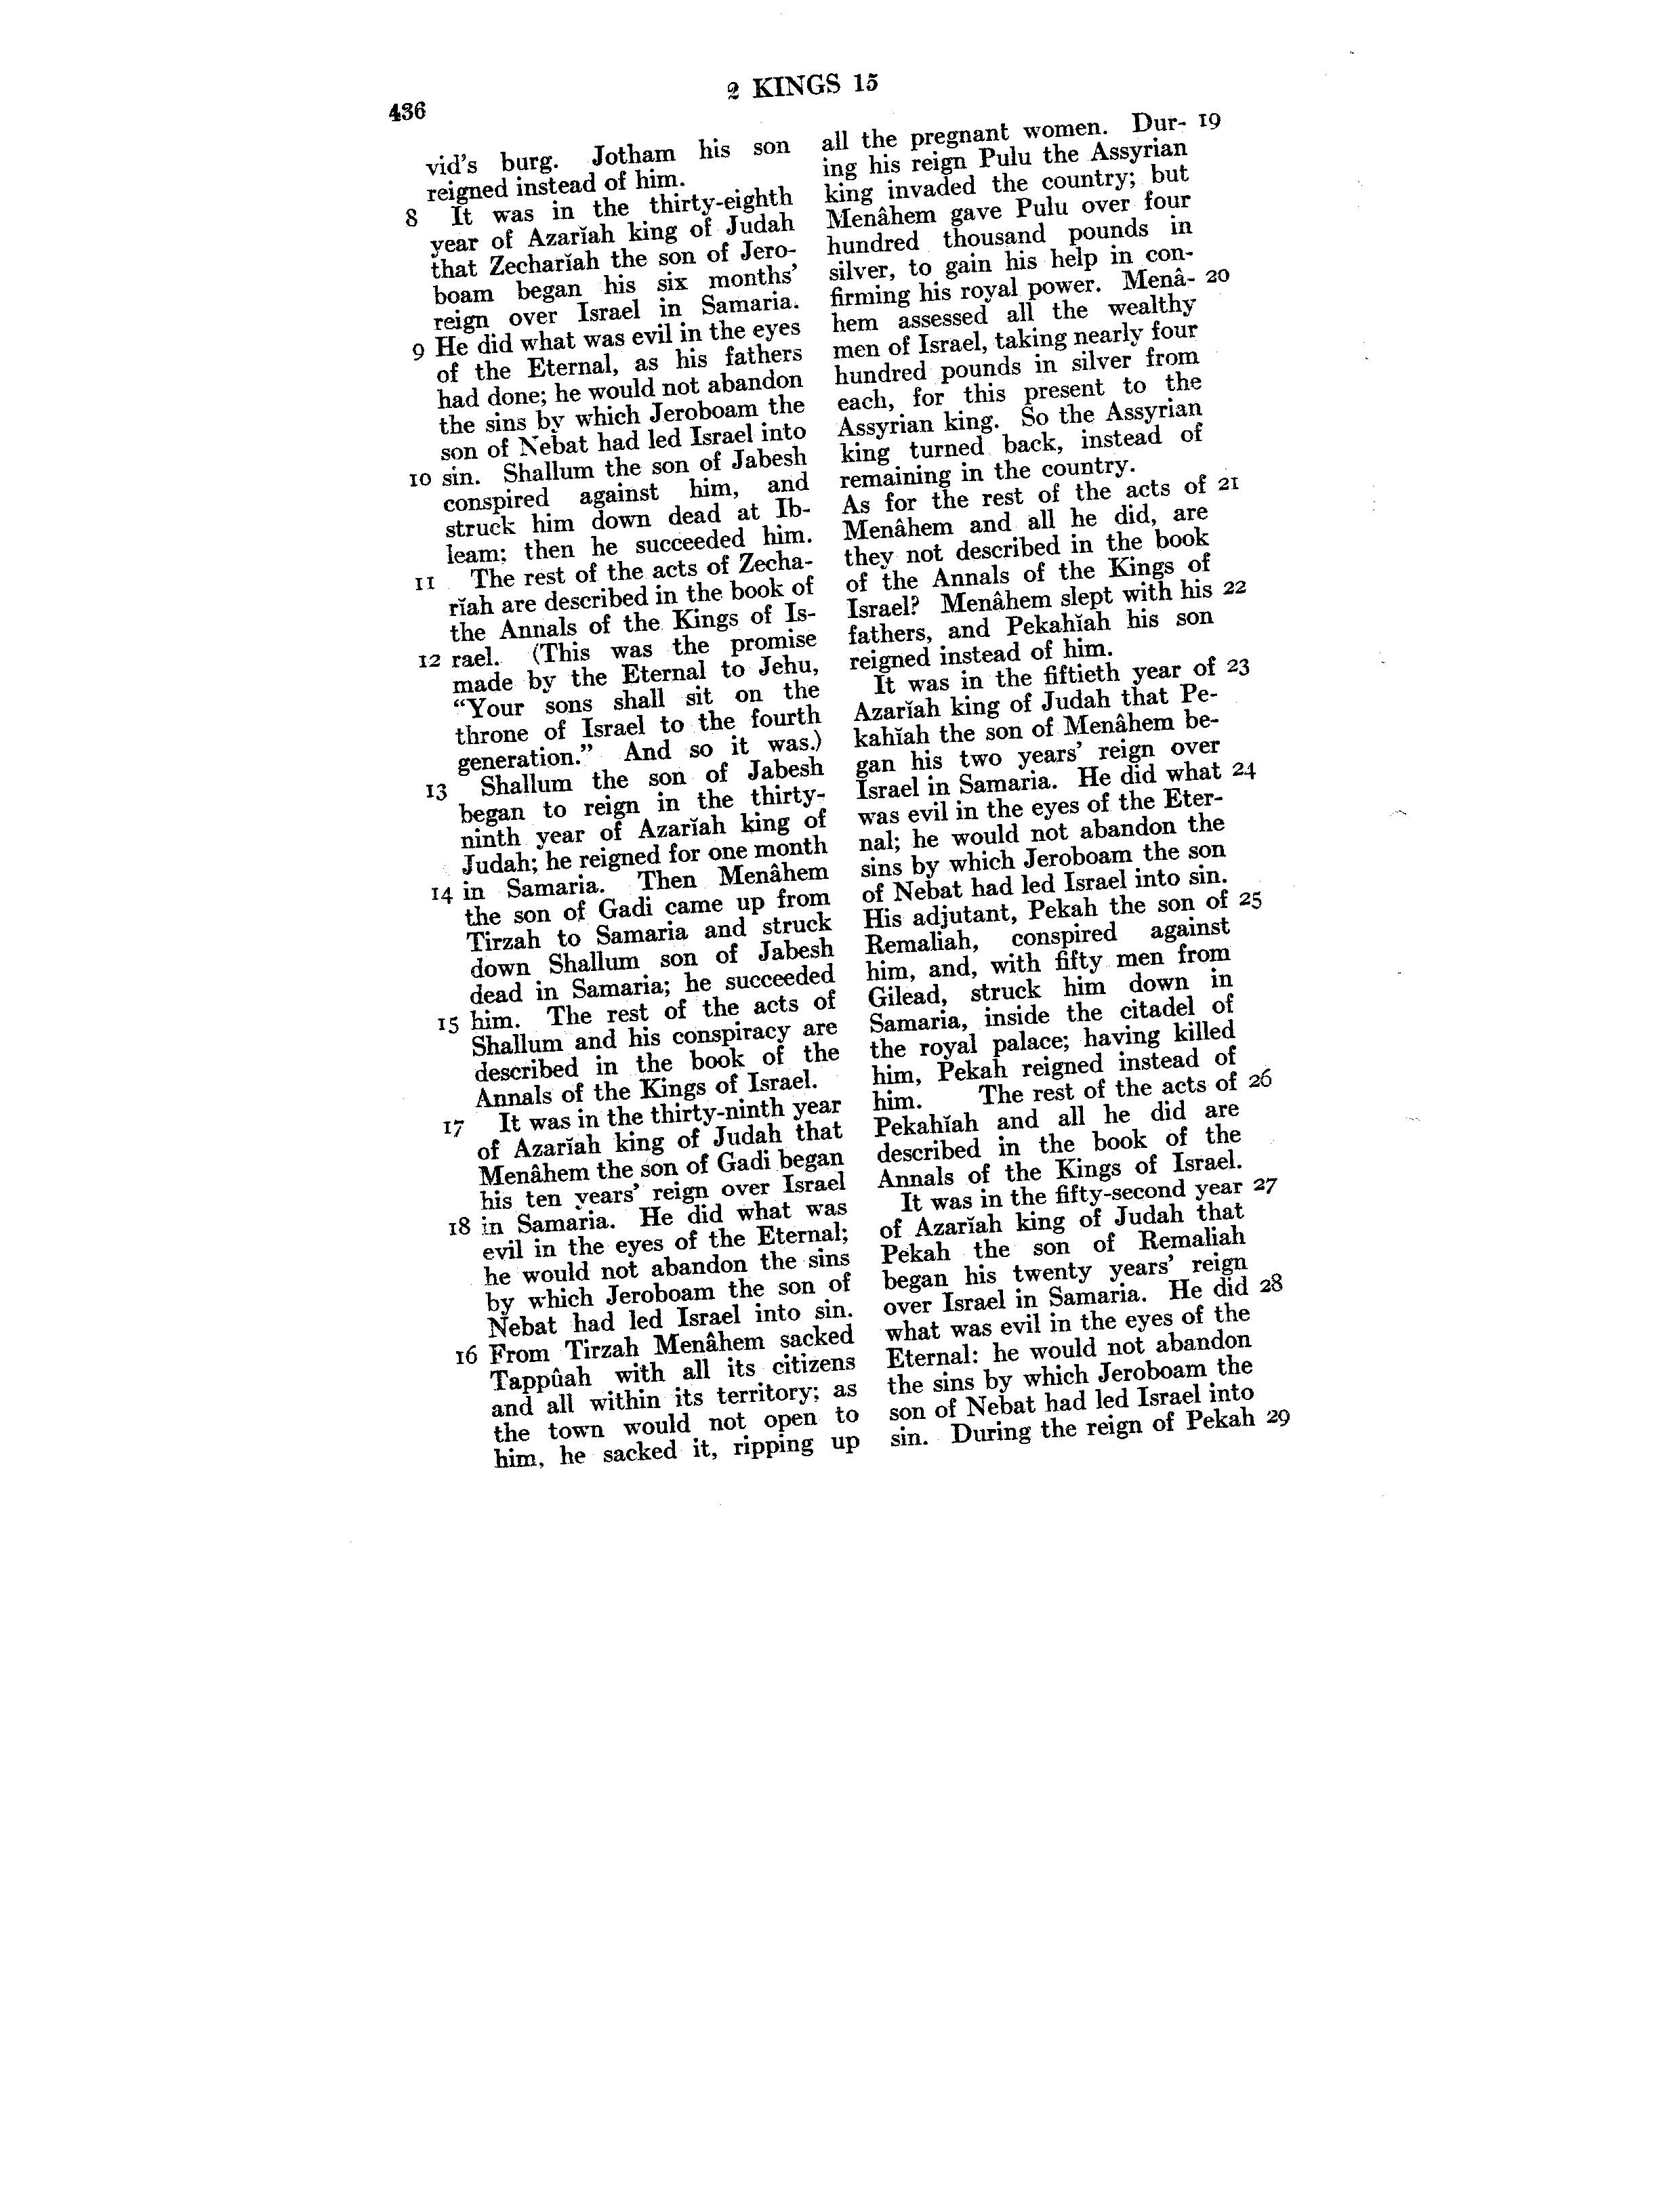 436
2 KINGS 15
vid's burg. Jotham his son
reigned instead of him.
8 It was in the thirty-eighth
year of Azarĭah king of Judah
that Zecharĭah the son of Jero-
boam began his six months'
reign over Israel in Samaria.
9 He did what was evil in the eyes
of the Eternal, as his fathers
had done; he would not abandon
the sins by which Jeroboam the
son of Nebat had led Israel into
10 sin. Shallum the son of Jabesh
conspired against him, and
struck him down dead at Ib-
leam; then he succeeded him.
11 The rest of the acts of Zecha-
rĭah are described in the book of
the Annals of the Kings of Is-
12 rael. (This was the promise
made by the Eternal to Jehu,
"Your sons shall sit on the
throne of Israel to the fourth
generation." And so it was.)
13 Shallum the son of Jabesh
began to reign in the thirty-
ninth year of Azarĭah king of
Judah; he reigned for one month
14 in Samaria. Then Menâhem
the son of Gadi came up from
Tirzah to Samaria and struck
down Shallum son of Jabesh
dead in Samaria; he succeeded
15 him. The rest of the acts of
Shallum and his conspiracy are
described in the book of the
Annals of the Kings of Israel.
17 It was in the thirty-ninth year
of Azarĭah king of Judah that
Menâhem the son of Gadi began
his ten years' reign over Israel
18 in Samaria. He did what was
evil in the eyes of the Eternal;
he would not abandon the sins
by which Jeroboam the son of
Nebat had led Israel into sin.
16 From Tirzah Menâhem sacked
Tappûah with all its citizens
and all within its territory; as
the town would not open to
him, he sacked it, ripping up
all the pregnant women. Dur- 19
ing his reign Pulu the Assyrian
king invaded the country; but
Menâhem gave Pulu over four
hundred thousand pounds in
silver, to gain his help in con-
firming his royal power. Menâ- 20
hem assessed all the wealthy
men of Israel, taking nearly four
hundred pounds in silver from
each, for this present to the
Assyrian king. So the Assyrian
king turned back, instead of
remaining in the country.
As for the rest of the acts of 21
Menâhem and all he did, are
they not described in the book
of the Annals of the Kings of
Israel? Menâhem slept with his 22
fathers, and Pekahĭah his son
reigned instead of him.
It was in the fiftieth year of 23
Azarĭah king of Judah that Pe-
kahĭah the son of Menâhem be-
gan his two years' reign over
Israel in Samaria. He did what 24
was evil in the eyes of the Eter-
nal; he would not abandon the
sins by which Jeroboam the son
of Nebat had led Israel into sin.
His adjutant, Pekah the son of 25
Remaliah, conspired against
him, and, with fifty men from
Gilead, struck him down in
Samaria, inside the citadel of
the royal palace; having killed
him, Pekah reigned instead of
him. The rest of the acts of 26
Pekahĭah and all he did are
described in the book of the
Annals of the Kings of Israel.
It was in the fifty-second year 27
of Azarĭah king of Judah that
Pekah the son of Remaliah
began his twenty years' reign
over Israel in Samaria. He did 28
what was evil in the eyes of the
Eternal: he would not abandon
the sins by which Jeroboam the
son of Nebat had led Israel into
sin. During the reign of Pekah 29